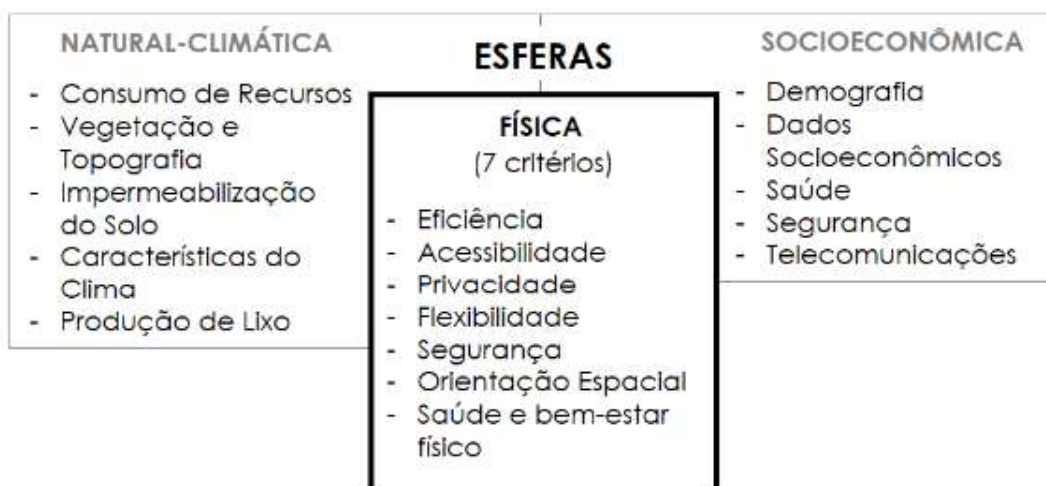 NATURAL-CLIMÁTICA
- Consumo de Recursos
- Vegetação e
Topografia
- Impermeabilização
do Solo
- Características do
Clima
- Produção de Lixo
ESFERAS
FÍSICA
(7 critérios)
- Eficiência
- Acessibilidade
- Privacidade
- Flexibilidade
- Segurança
- Orientação Espacial
- Saúde e bem-estar
físico
SOCIOECONÔMICA
- Demografia
- Dados
Socioeconômicos
- Saúde
- Segurança
- Telecomunicações